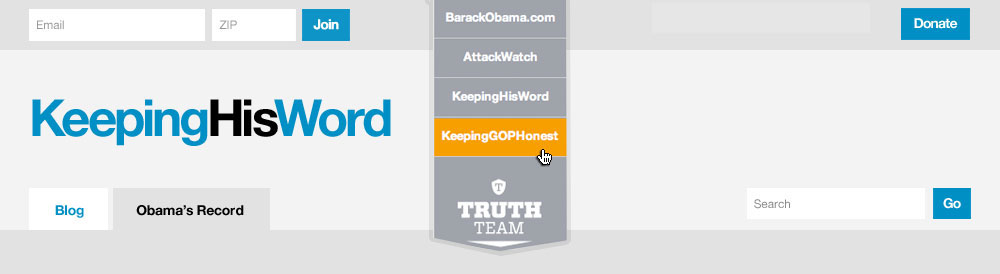 Email
ZIP
Join
BarackObama.com
Donate
AttackWatch
KeepingHisWord
KeepingHisWord
KeepingGOPHonest
T
TRUTH
TEAM
Blog
Obama's Record
Search
Go